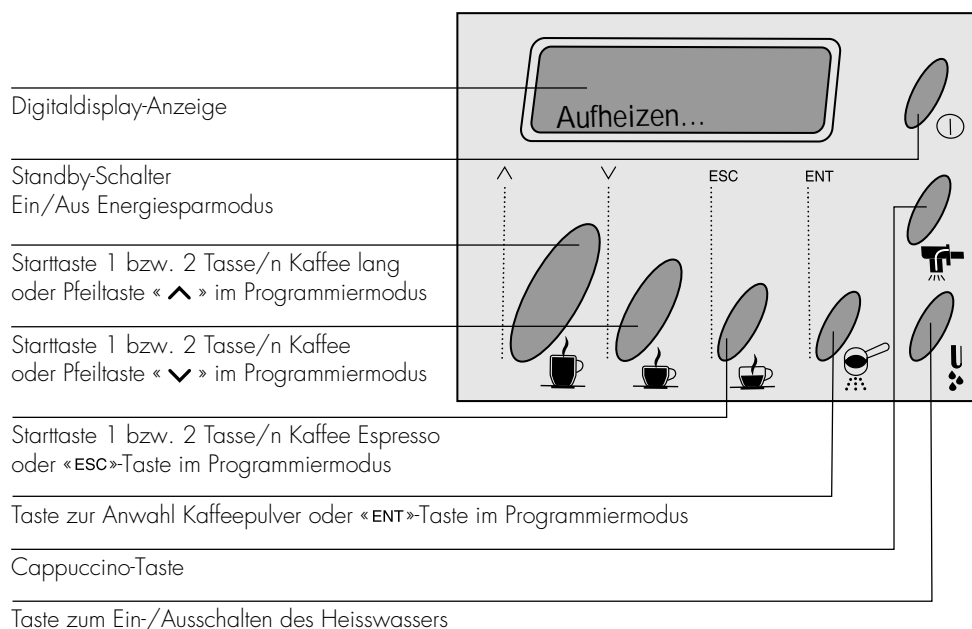 Digitaldisplay-Anzeige
Aufheizen...
Standby-Schalter
Ein/Aus Energiesparmodus
ESC
ENT
Starttaste 1 bzw. 2 Tasse/n Kaffee lang
oder Pfeiltaste « ∧ » im Programmiermodus
Starttaste 1 bzw. 2 Tasse/n Kaffee
oder Pfeiltaste « ∨ » im Programmiermodus
Starttaste 1 bzw. 2 Tasse/n Kaffee Espresso
oder «ESC»-Taste im Programmiermodus
Taste zur Anwahl Kaffeepulver oder «ENT»-Taste im Programmiermodus
Cappuccino-Taste
Taste zum Ein-/Ausschalten des Heisswassers